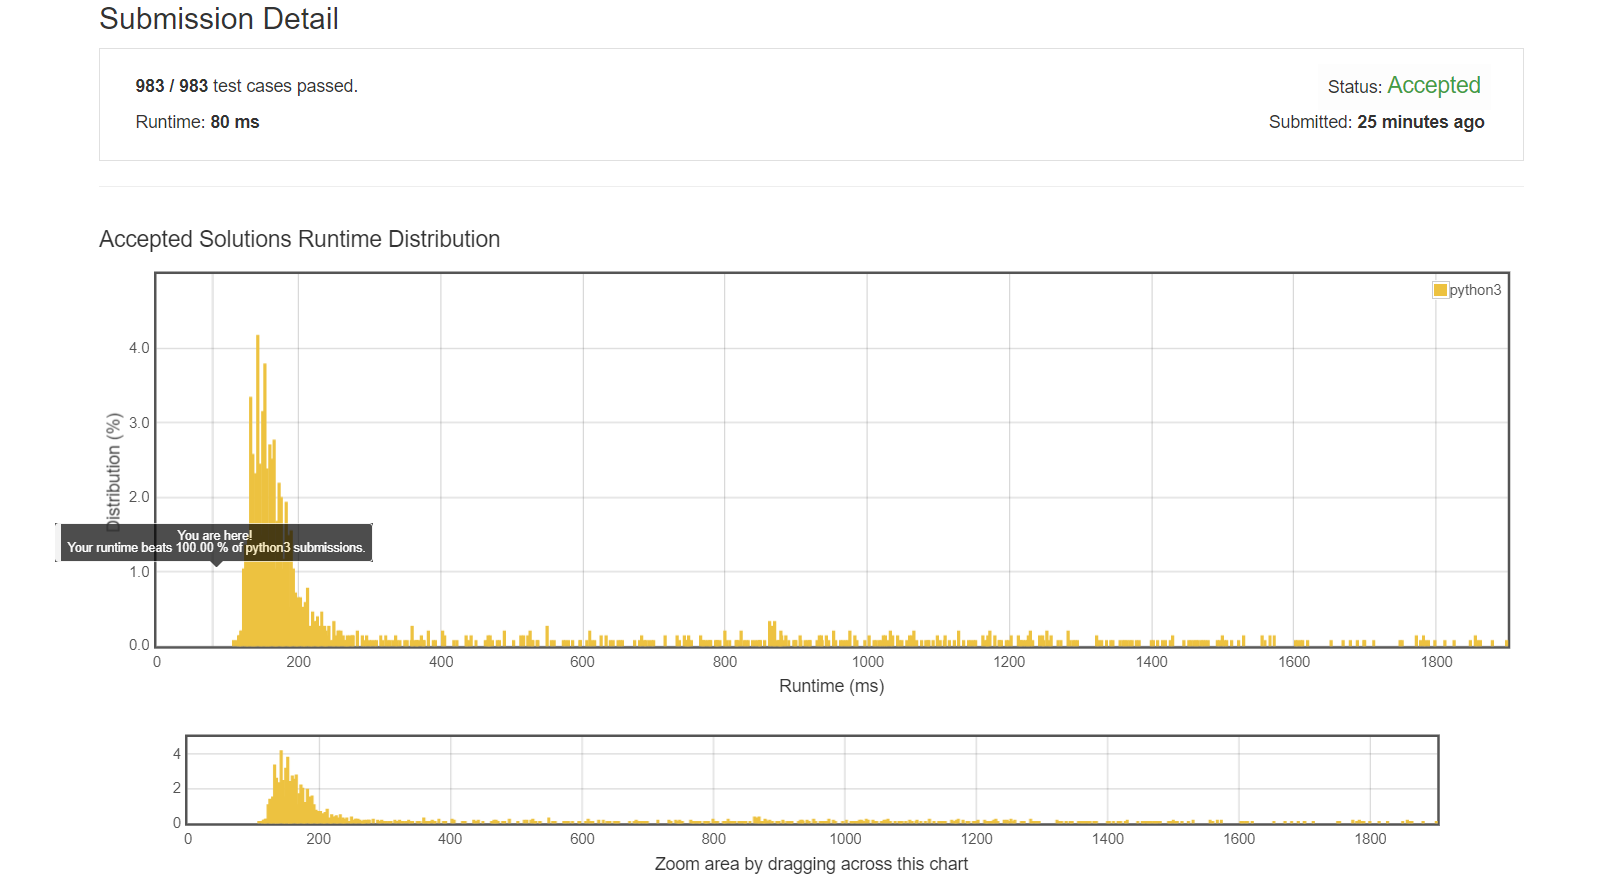 Submission Detail
983 / 983 test cases passed.
Status: Accepted
Runtime: 80 ms
Submitted: 25 minutes ago
Accepted Solutions Runtime Distribution
python3
4.0
3.0
2.0
1.0
0.0
Distribution (%)
You are here!
Your runtime beats 100.00 % of python3 submissions.
0 200 400 600 800 1000 1200 1400 1600 1800
Runtime (ms)
4
2
0
0 200 400 600 800 1000 1200 1400 1600 1800
Zoom area by dragging across this chart